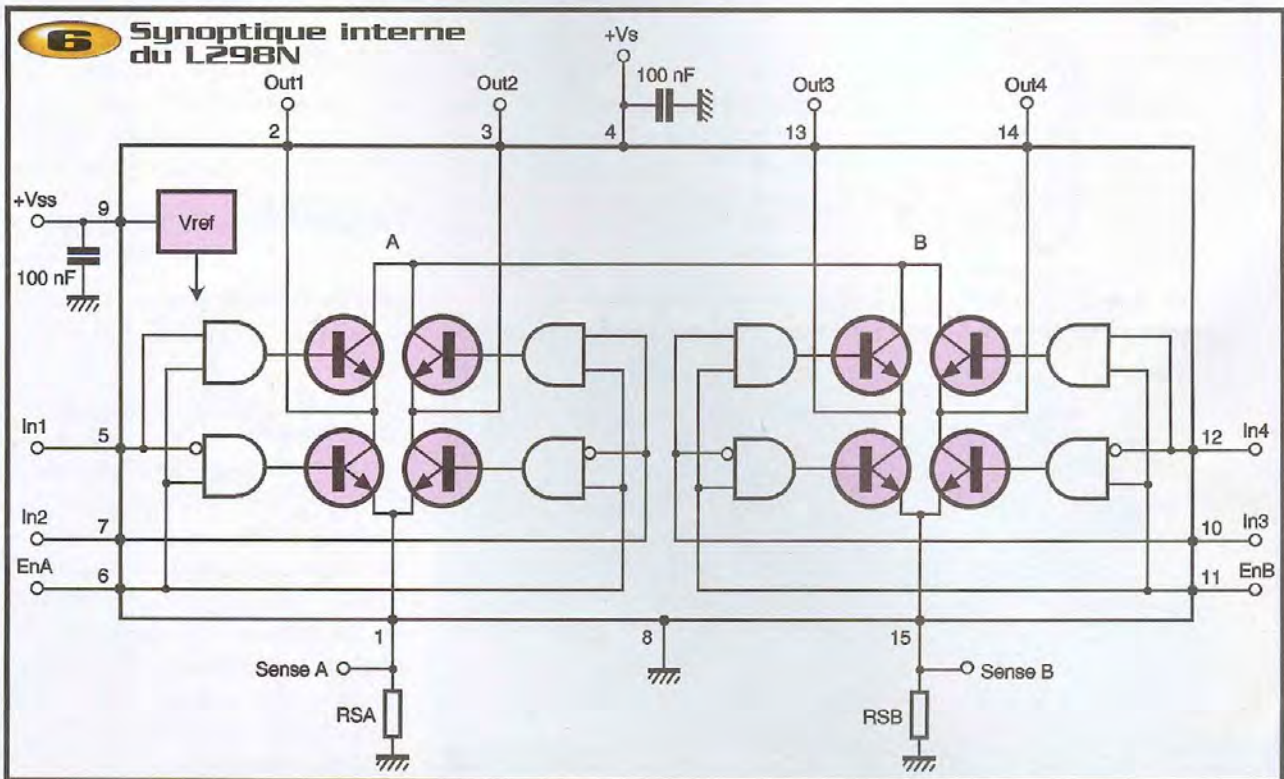 6 Synoptique interne
du L298N
+Vs
100 nF
Out1
Out2
Out3
Out4
2
3
4
13
14
+Vss
9
Vref
A
B
100 nF
In1
5
12
In4
In2
7
10
In3
EnA
6
11
EnB
1
8
15
Sense A
Sense B
RSA
RSB